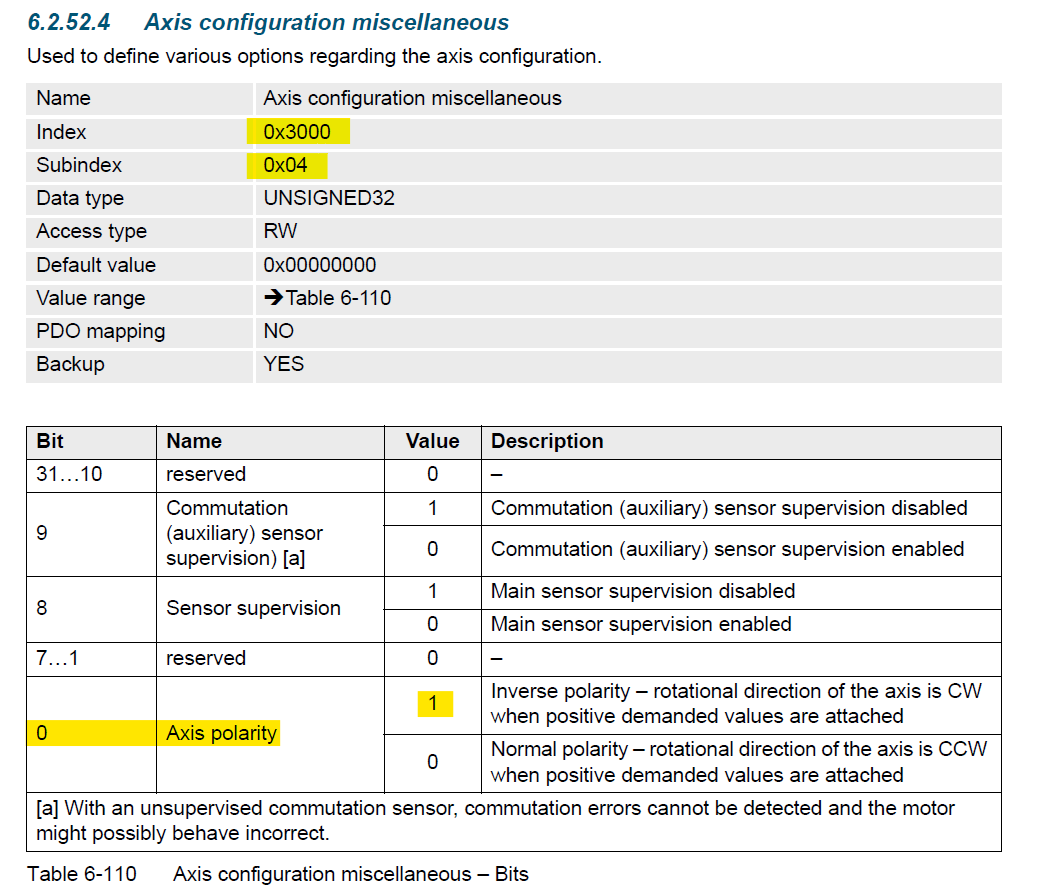 6.2.52.4 Axis configuration miscellaneous
Used to define various options regarding the axis configuration.
Name Axis configuration miscellaneous
Index 0x3000
Subindex 0x04
Data type UNSIGNED32
Access type RW
Default value 0x00000000
Value range ➔Table 6-110
PDO mapping NO
Backup YES
Bit Name Value Description
31…10 reserved 0 –
9
Commutation
(auxiliary) sensor
supervision) [a]
1 Commutation (auxiliary) sensor supervision disabled
0 Commutation (auxiliary) sensor supervision enabled
8 Sensor supervision
1 Main sensor supervision disabled
0 Main sensor supervision enabled
7…1 reserved 0 –
0 Axis polarity
1
Inverse polarity – rotational direction of the axis is CW
when positive demanded values are attached
0
Normal polarity – rotational direction of the axis is CCW
when positive demanded values are attached
[a] With an unsupervised commutation sensor, commutation errors cannot be detected and the motor
might possibly behave incorrect.
Table 6-110 Axis configuration miscellaneous – Bits